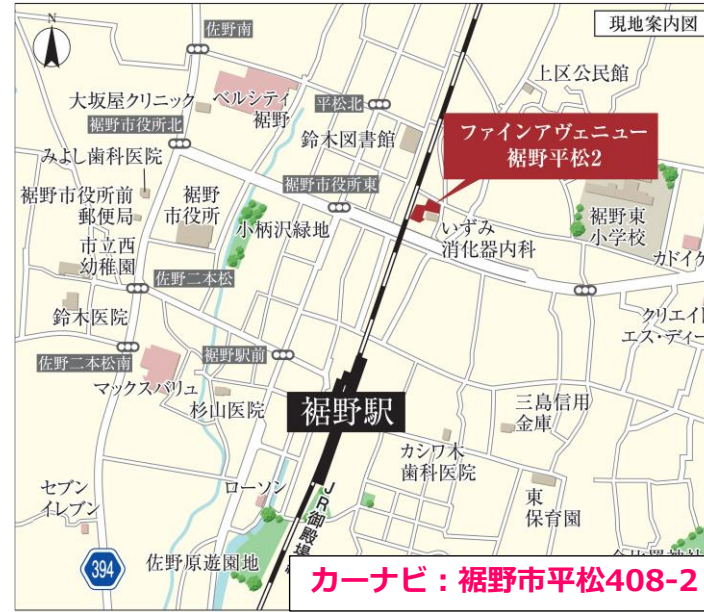 現地案内図
N
佐野南
上区公民館
大坂屋クリニック
ベルシティ
裾野
平松北
裾野市役所北
鈴木図書館
ファインアヴェニュー
裾野平松2
みよし歯科医院
裾野市役所東
裾野市役所前
郵便局
裾野
市役所
小柄沢緑地
いずみ
消化器内科
裾野東
小学校
市立西
幼稚園
カドイケ
佐野二本松
鈴木医院
クリエイト
エス・ディー
佐野二本松南
裾野駅前
マックスバリュ
杉山医院
裾野駅
三島信用
金庫
カシワ木
歯科医院
セブン
イレブン
ローソン
JR御殿場
東
保育園
394
佐野原遊園地
カーナビ：裾野市平松408-2